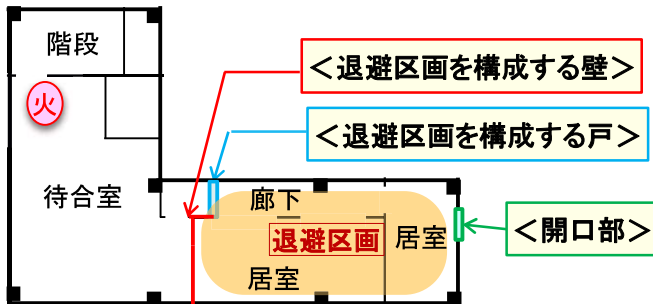 階段
＜退避区画を構成する壁＞
火
＜退避区画を構成する戸＞
待合室
廊下
退避区画
居室
＜開口部＞
居室